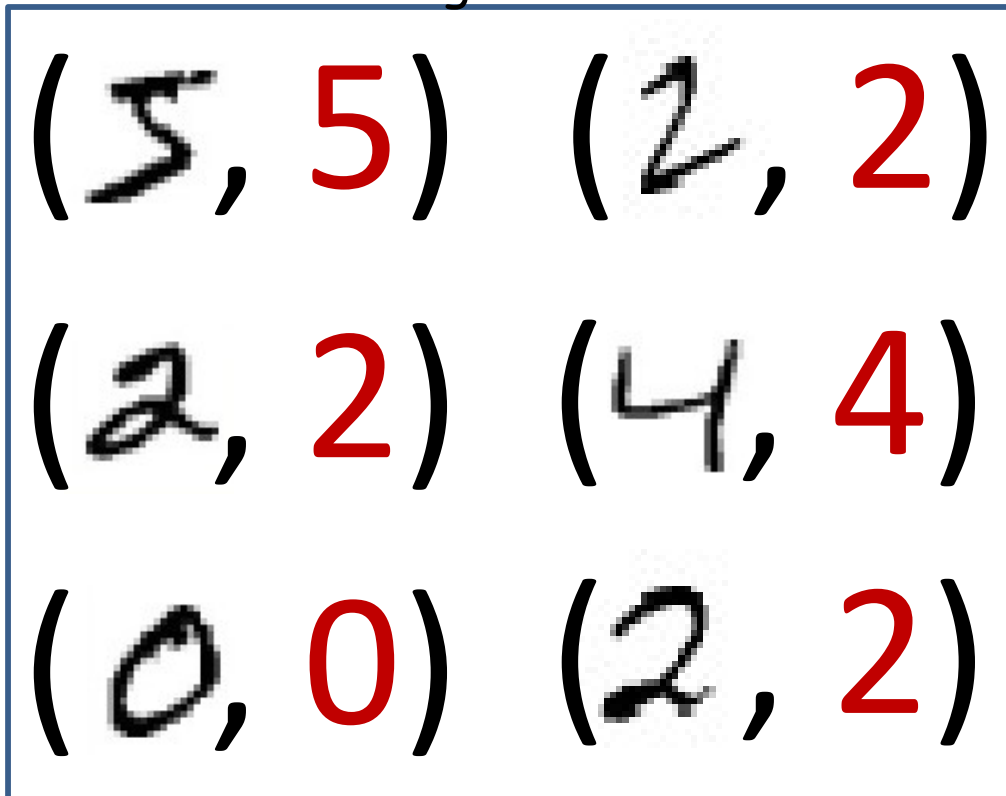 (5, 5) (2, 2)
(2, 2) (4, 4)
(0, 0) (2, 2)